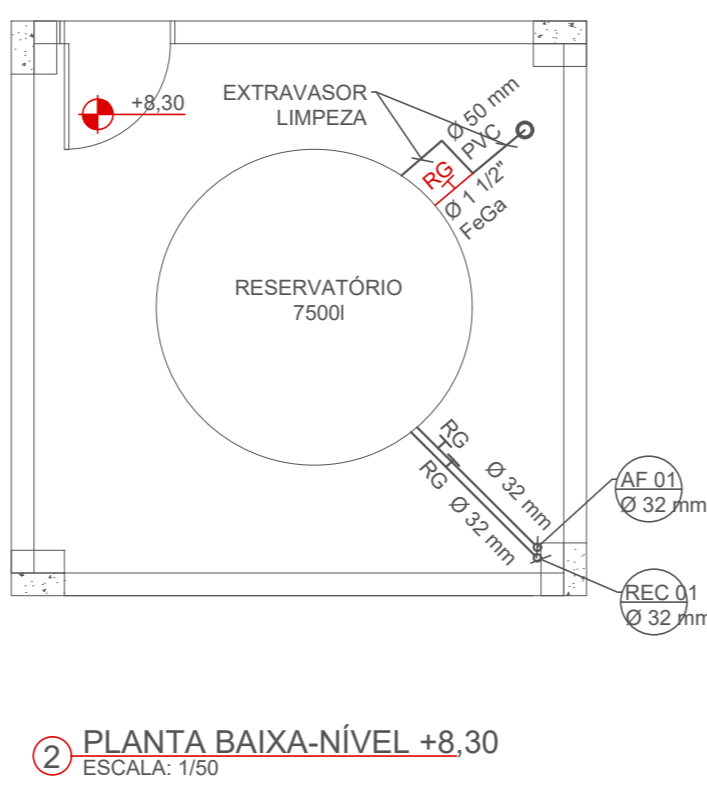 +8,30
EXTRAVASOR
LIMPEZA
Ø 50 mm
PVC
RG
Ø 1 1/2"
FeGa
RESERVATÓRIO
7500l
RG
Ø 32 mm
RG
Ø 32 mm
AF 01
Ø 32 mm
REC 01
Ø 32 mm
2 PLANTA BAIXA-NÍVEL +8,30
ESCALA: 1/50